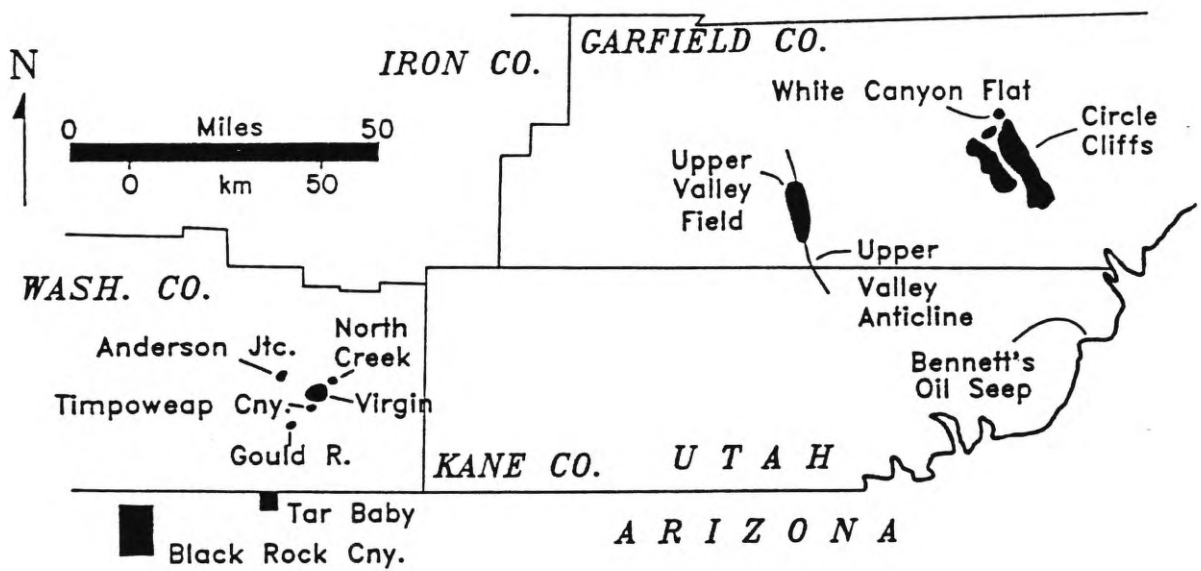 IRON CO.
GARFIELD CO.
N
0 Miles 50
0 km 50
White Canyon Flat
Circle
Cliffs
Upper
Valley
Field
Upper
Valley
Anticline
WASH. CO.
North
Creek
Anderson Jtc.
Timpoweap Cny.
Virgin
Gould R.
Bennett's
Oil Seep
KANE CO.
UTAH
Tar Baby
Black Rock Cny.
ARIZONA